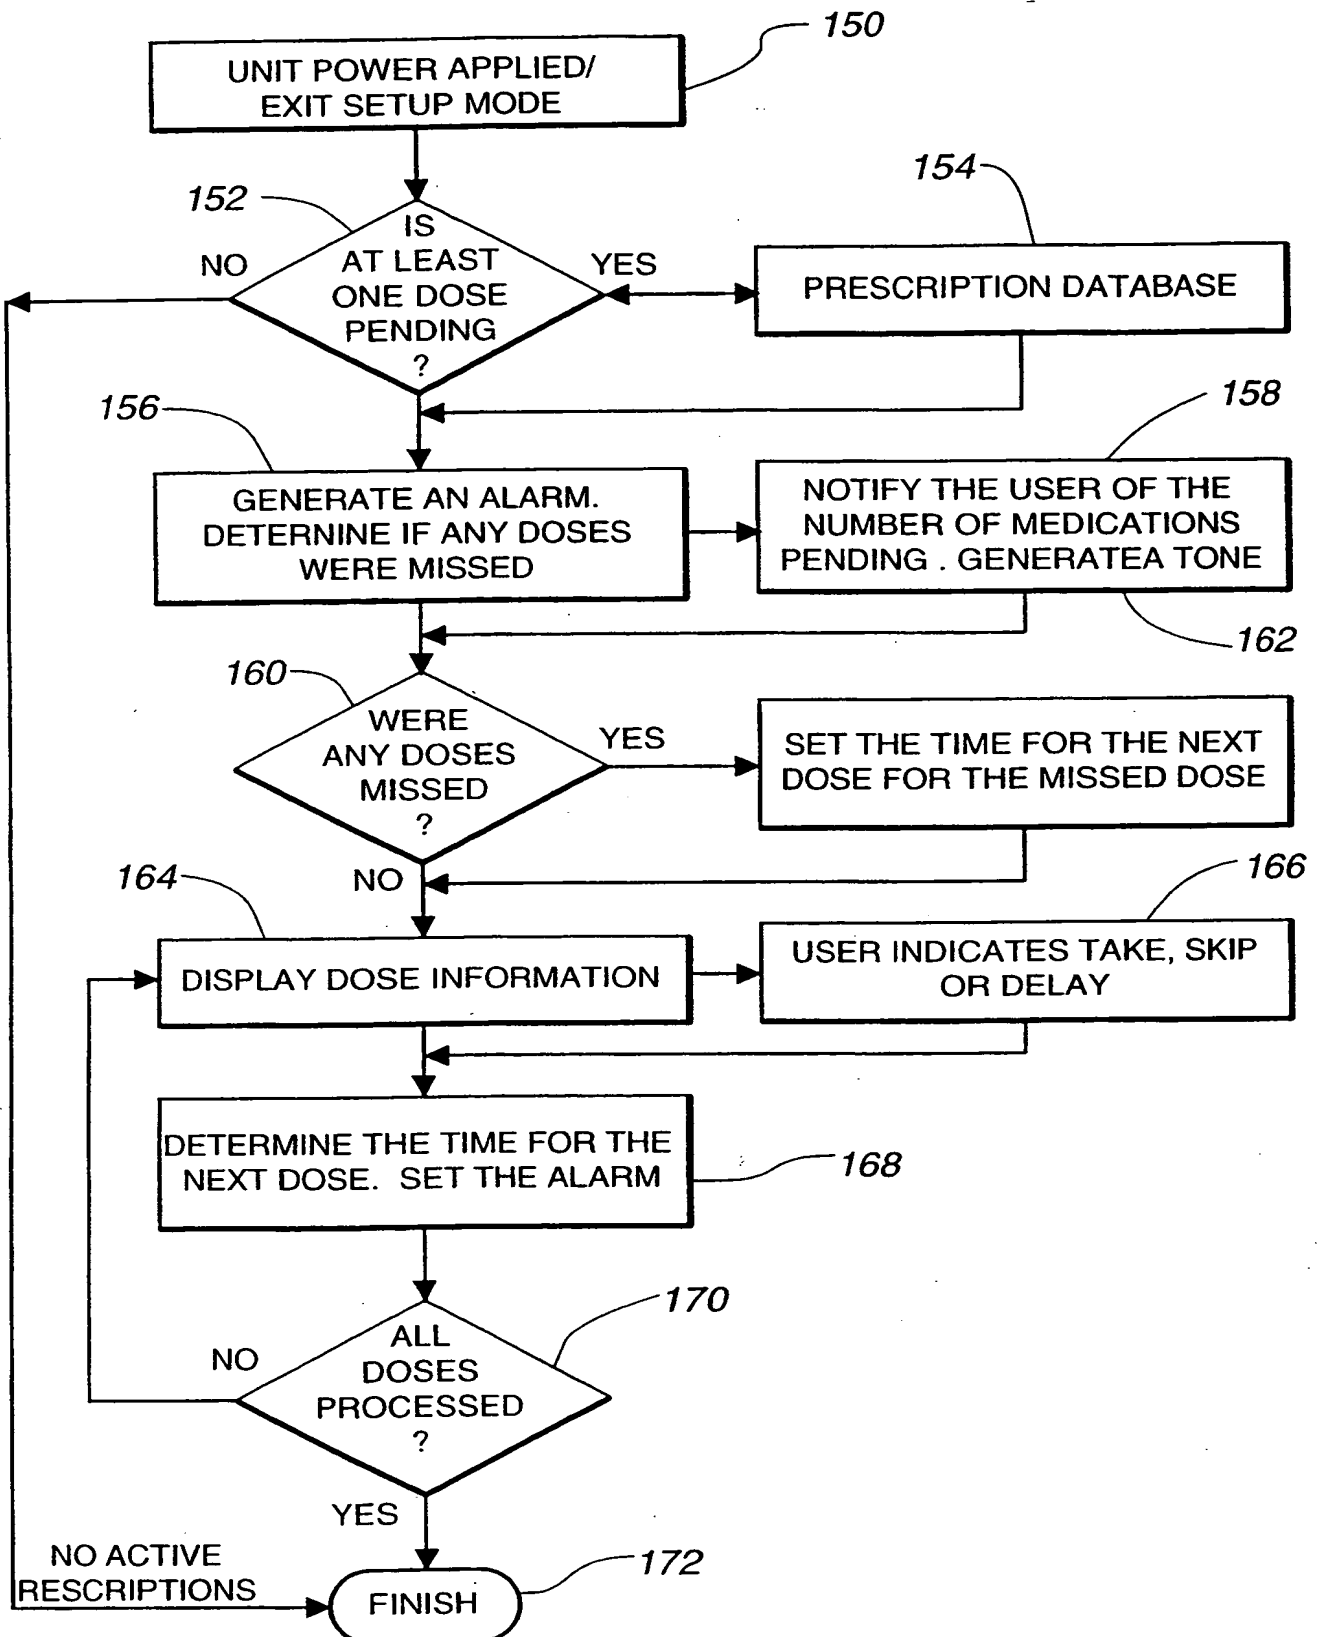 150
UNIT POWER APPLIED/
EXIT SETUP MODE
152
154
IS
AT LEAST
ONE DOSE
PENDING
?
NO
YES
PRESCRIPTION DATABASE
156
158
GENERATE AN ALARM.
DETERNINE IF ANY DOSES
WERE MISSED
NOTIFY THE USER OF THE
NUMBER OF MEDICATIONS
PENDING . GENERATEA TONE
162
160
WERE
ANY DOSES
MISSED
?
YES
SET THE TIME FOR THE NEXT
DOSE FOR THE MISSED DOSE
NO
164
166
DISPLAY DOSE INFORMATION
USER INDICATES TAKE, SKIP
OR DELAY
DETERMINE THE TIME FOR THE
NEXT DOSE. SET THE ALARM
168
170
ALL
DOSES
PROCESSED
?
NO
YES
NO ACTIVE
RESCRIPTIONS
172
FINISH